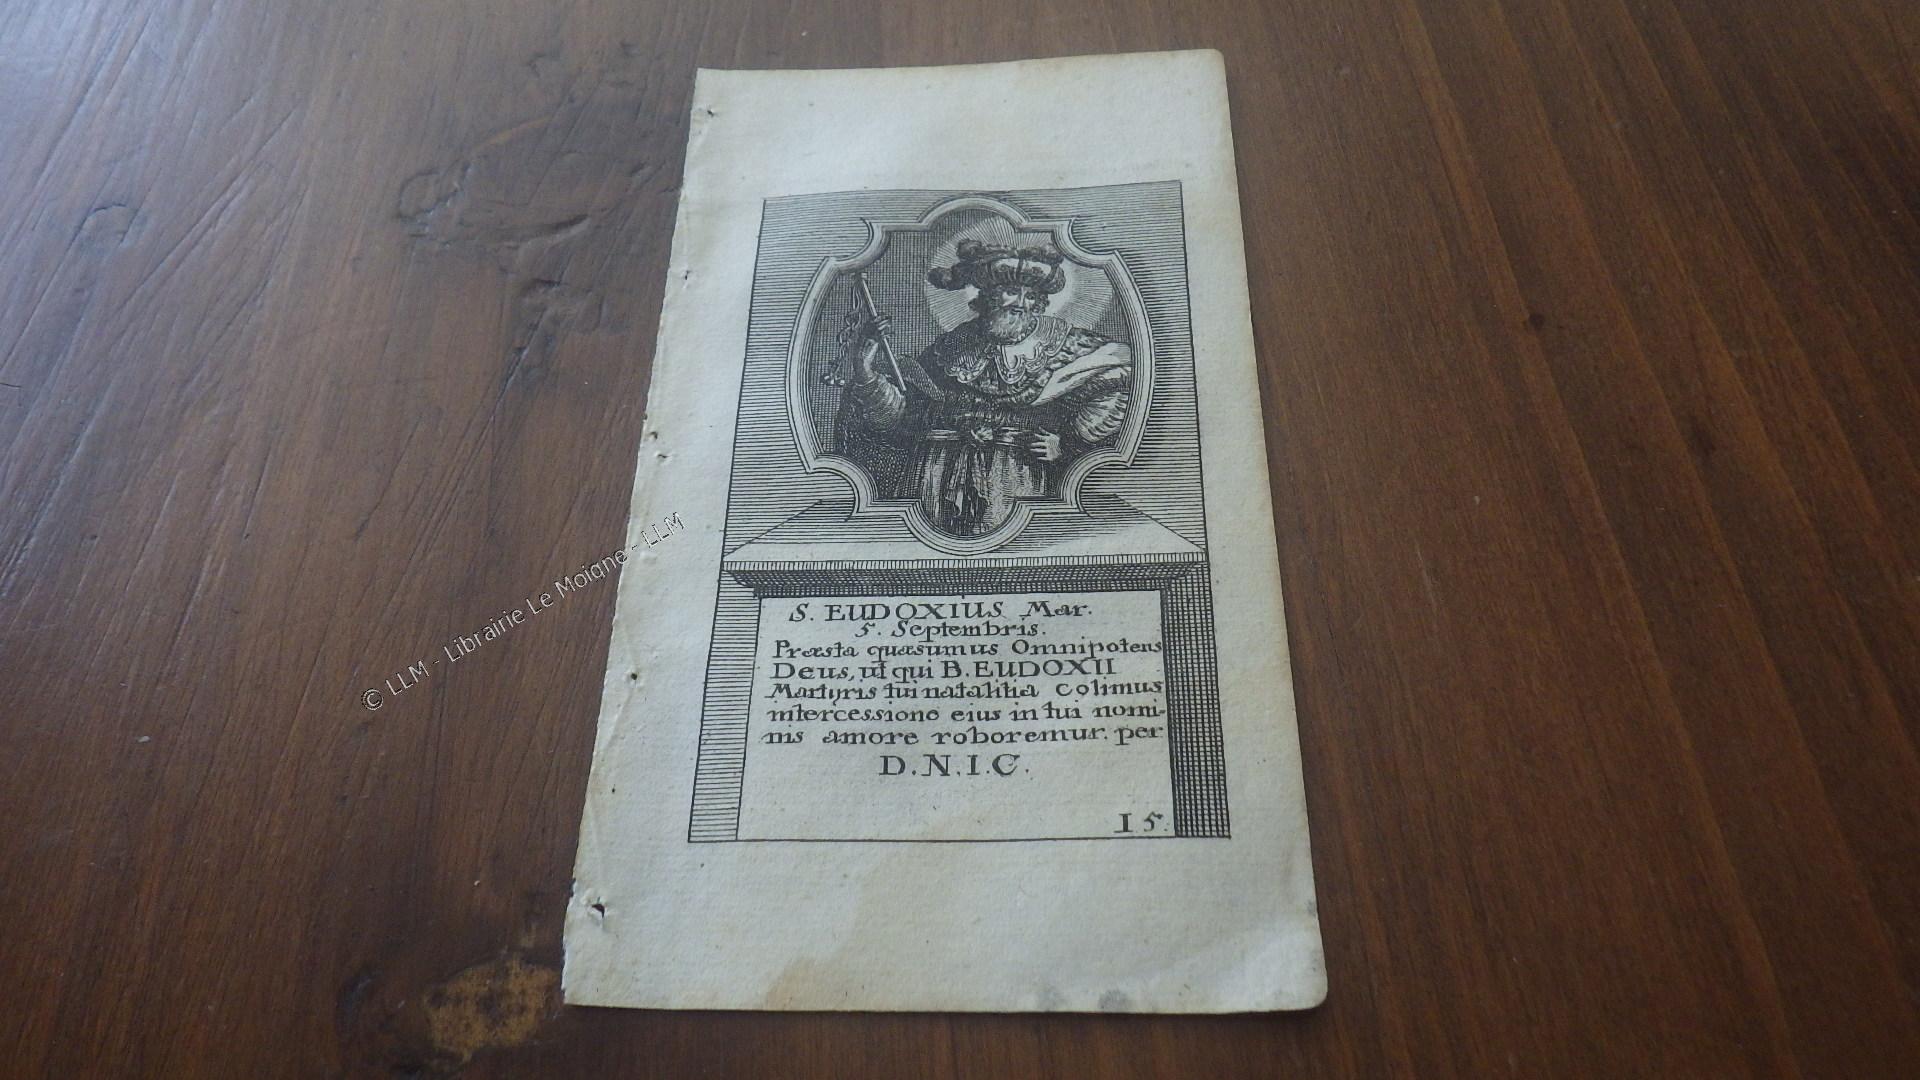 S. EUDOXIUS Mar.
5. Septembris.
Præsta quæsumus Omnipotens
Deus, ut qui B. EUDOXII
Martyris tui natalitia colimus
intercessione eius in tui nomi-
nis amore roboremur. per
D.N.I.C.
15.
© LLM - Librairie Le Moigne - LLM